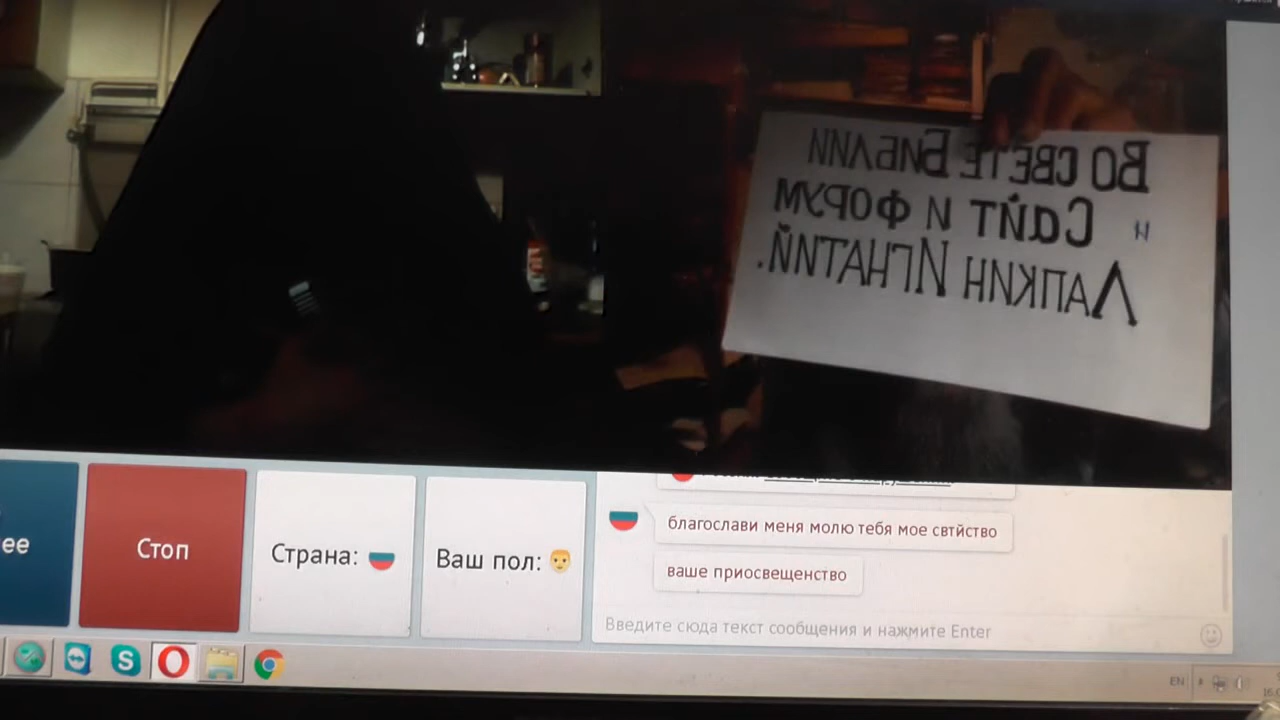 Во свете Библии
и Сайт и форум
Лапкин Игнатий.
благослави меня молю тебя мое свтйство
ваше приосвещенство
Введите сюда текст сообщения и нажмите Enter
ее
Стоп
Страна:
Ваш пол:
EN